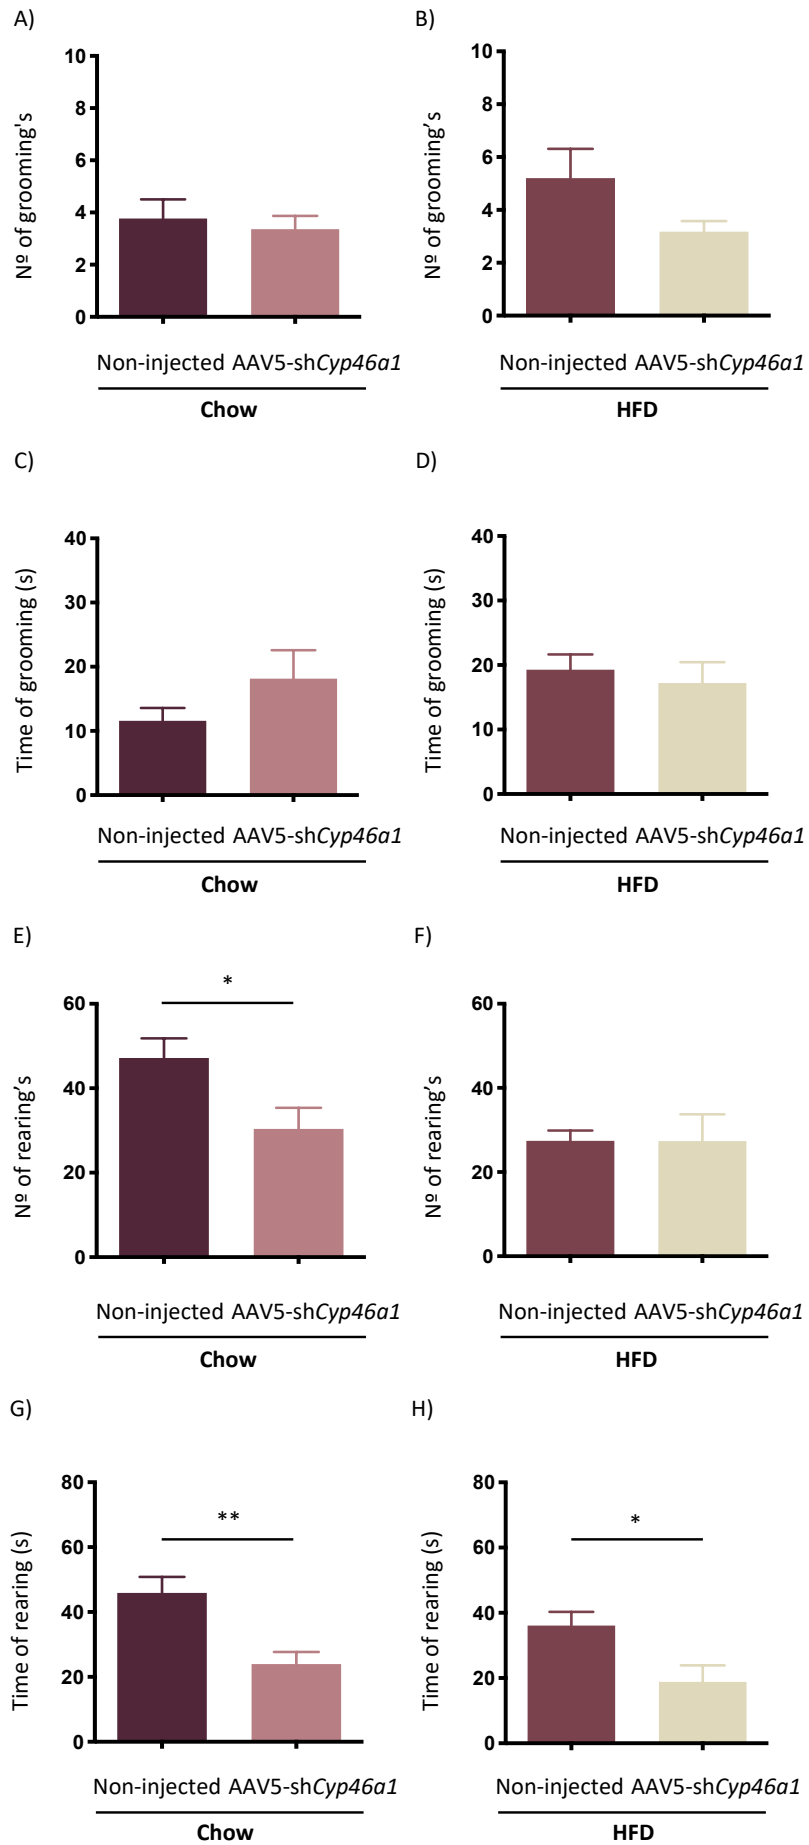 A)
Nº of grooming's
10
8
6
4
2
0
Non-injected AAV5-shCyp46a1
Chow
B)
Nº of grooming’s
10
8
6
4
2
0
Non-injected AAV5-shCyp46a1
HFD
C)
Time of grooming (s)
40
30
20
10
0
Non-injected AAV5-shCyp46a1
Chow
D)
Time of grooming (s)
40
30
20
10
0
Non-injected AAV5-shCyp46a1
HFD
E)
Nº of rearing’s
60
40
20
0
*
Non-injected AAV5-shCyp46a1
Chow
F)
Nº of rearing’s
60
40
20
0
Non-injected AAV5-shCyp46a1
HFD
G)
Time of rearing (s)
80
60
40
20
0
**
Non-injected AAV5-shCyp46a1
Chow
H)
Time of rearing (s)
80
60
40
20
0
*
Non-injected AAV5-shCyp46a1
HFD